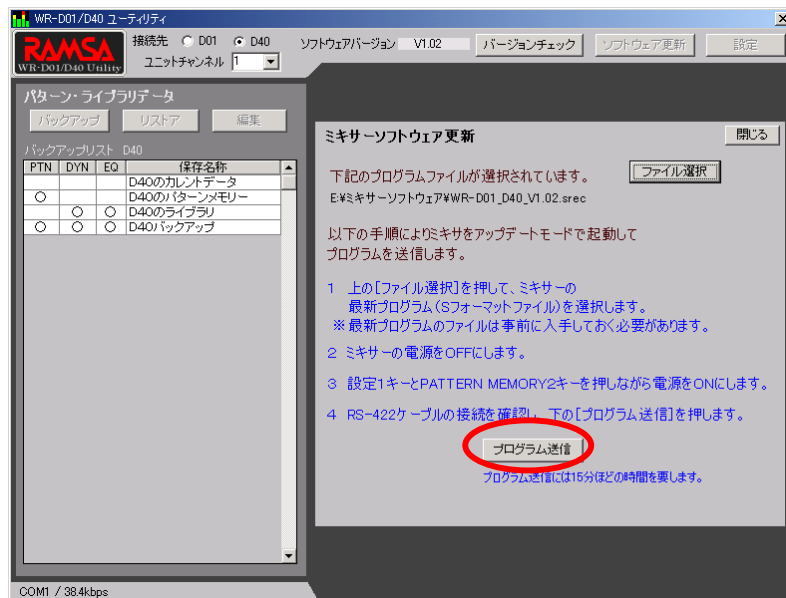 WR-D01/D40 ユーティリティ
RAMSA
WR-D01/D40 Utility
接続先 D01 D40
ユニットチャンネル 1
ソフトウェアバージョン V1.02 バージョンチェック ソフトウェア更新 設定
パターン・ライブラリデータ
バックアップ リストア 編集
バックアップリスト D40
PTN DYN EQ 保存名称
D40のカレントデータ
○ D40のパターンメモリー
○ ○ D40のライブラリ
○ ○ ○ D40バックアップ
ミキサーソフトウェア更新 閉じる
下記のプログラムファイルが選択されています。 ファイル選択
E:¥ミキサーソフトウェア¥WR-D01_D40_V1.02.srec
以下の手順によりミキサをアップデートモードで起動して
プログラムを送信します。
1 上の[ファイル選択]を押して、ミキサーの
最新プログラム(Sフォーマットファイル)を選択します。
※最新プログラムのファイルは事前に入手しておく必要があります。
2 ミキサーの電源をOFFにします。
3 設定1キーとPATTERN MEMORY2キーを押しながら電源をONにします。
4 RS-422ケーブルの接続を確認し、下の[プログラム送信]を押します。
プログラム送信
プログラム送信には15分ほどの時間を要します。
COM1 / 38.4kbps